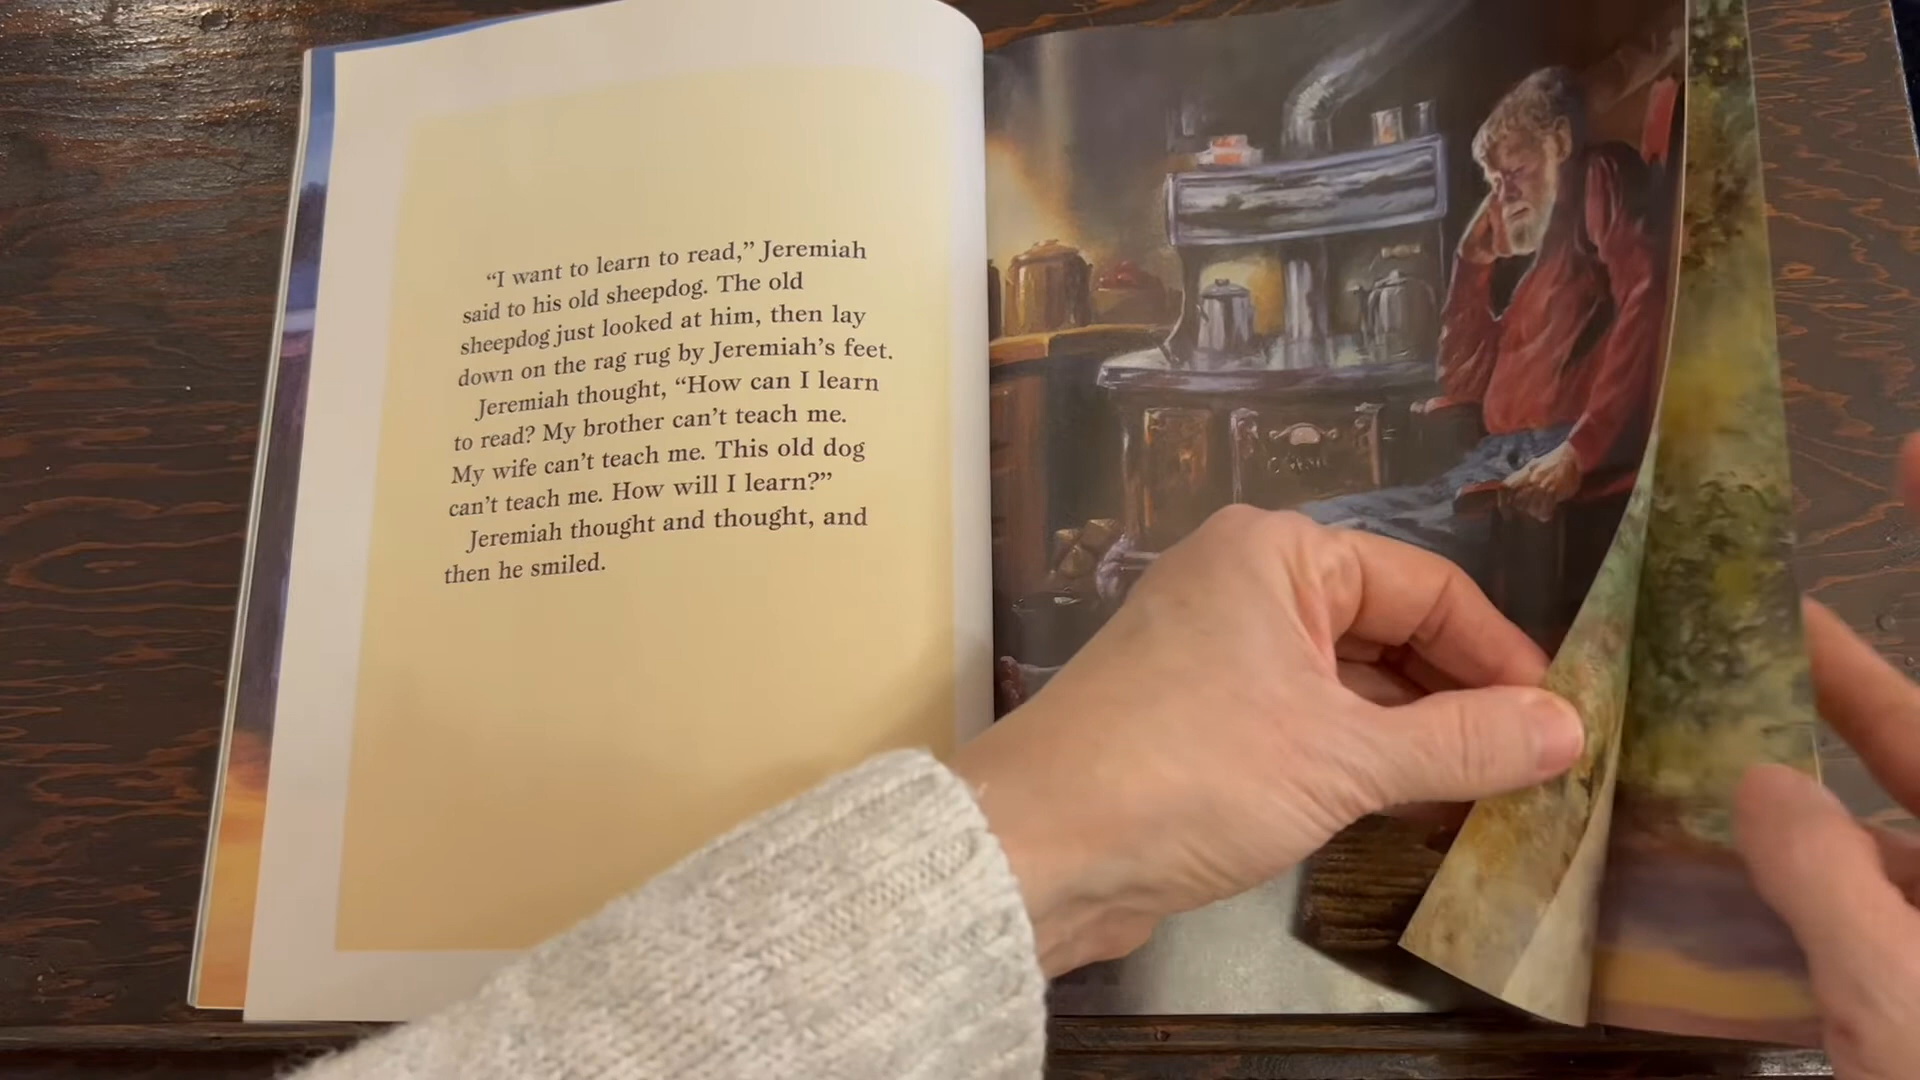 “I want to learn to read,” Jeremiah
said to his old sheepdog. The old
sheepdog just looked at him, then lay
down on the rag rug by Jeremiah’s feet.
Jeremiah thought, “How can I learn
to read? My brother can’t teach me.
My wife can’t teach me. This old dog
can’t teach me. How will I learn?”
Jeremiah thought and thought, and
then he smiled.